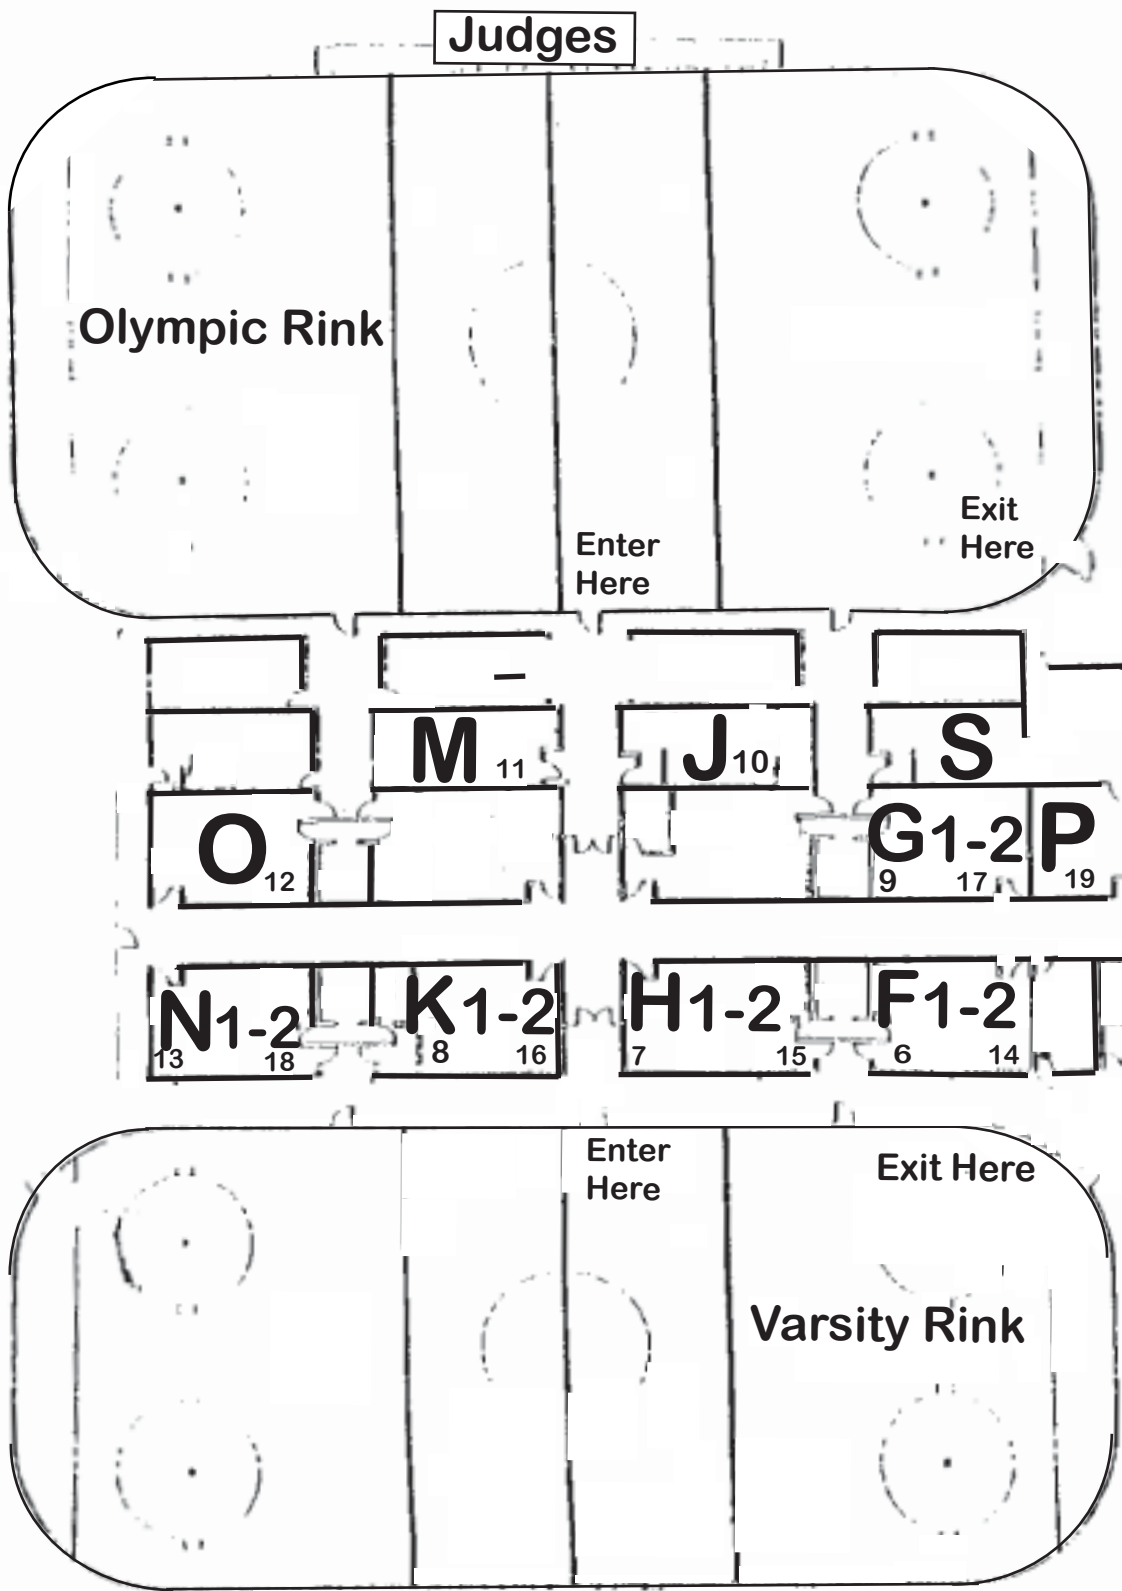 Judges
Olympic Rink
Exit
Here
Enter
Here
M 11
J 10
S
O 12
G1-2
9 17
P
19
N1-2
13 18
K1-2
8 16
H1-2
7 15
F1-2
6 14
Enter
Here
Exit Here
Varsity Rink